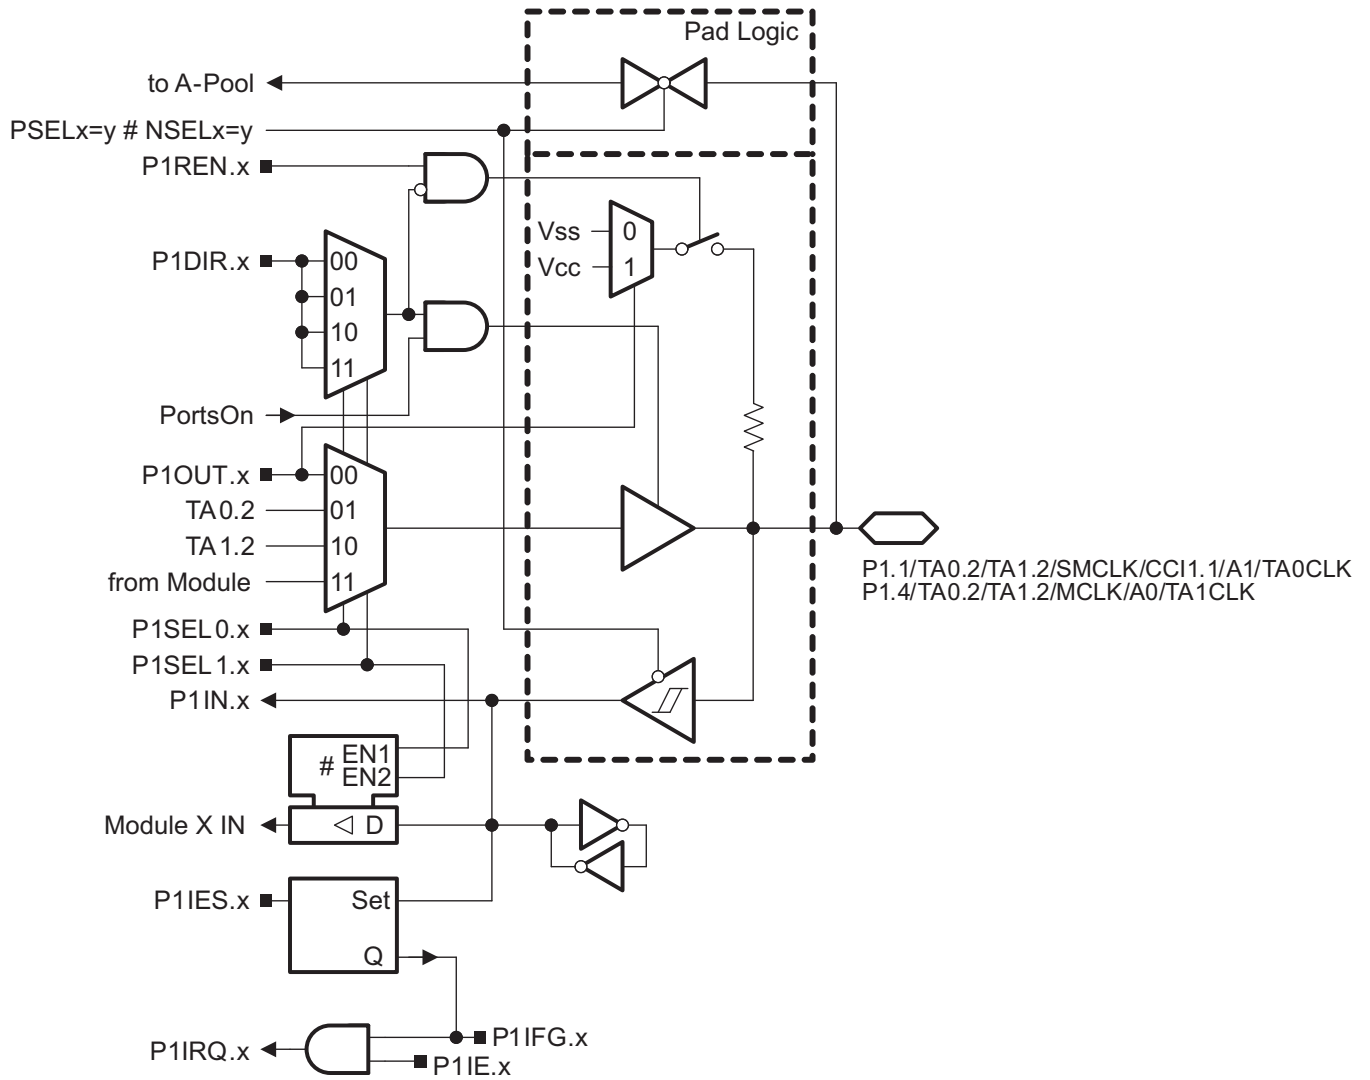 Pad Logic
to A-Pool
PSELx=y # NSELx=y
P1REN.x
Vss 0
Vcc 1
P1DIR.x 00
01
10
11
PortsOn
P1OUT.x 00
TA0.2 01
TA1.2 10
from Module 11
P1.1/TA0.2/TA1.2/SMCLK/CCI1.1/A1/TA0CLK
P1.4/TA0.2/TA1.2/MCLK/A0/TA1CLK
P1SEL0.x
P1SEL1.x
P1IN.x
# EN1
EN2
Module X IN D
P1IES.x Set
Q
P1IFG.x
P1IRQ.x
P1IE.x